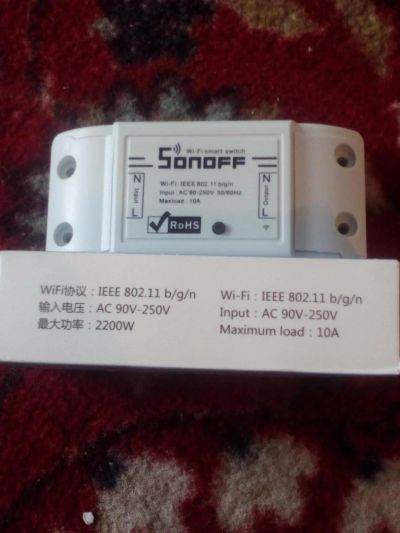 Wi-Fi smart switch
SONOFF
N
Input
L
Wi-Fi : IEEE 802.11 b/g/n
Input : AC 90-250V 50/60Hz
Maxload : 10A
RoHS
N
Output
L
WiFi协议 : IEEE 802.11 b/g/n
输入电压 : AC 90V-250V
最大功率 : 2200W
Wi-Fi : IEEE 802.11 b/g/n
Input : AC 90V-250V
Maximum load : 10A